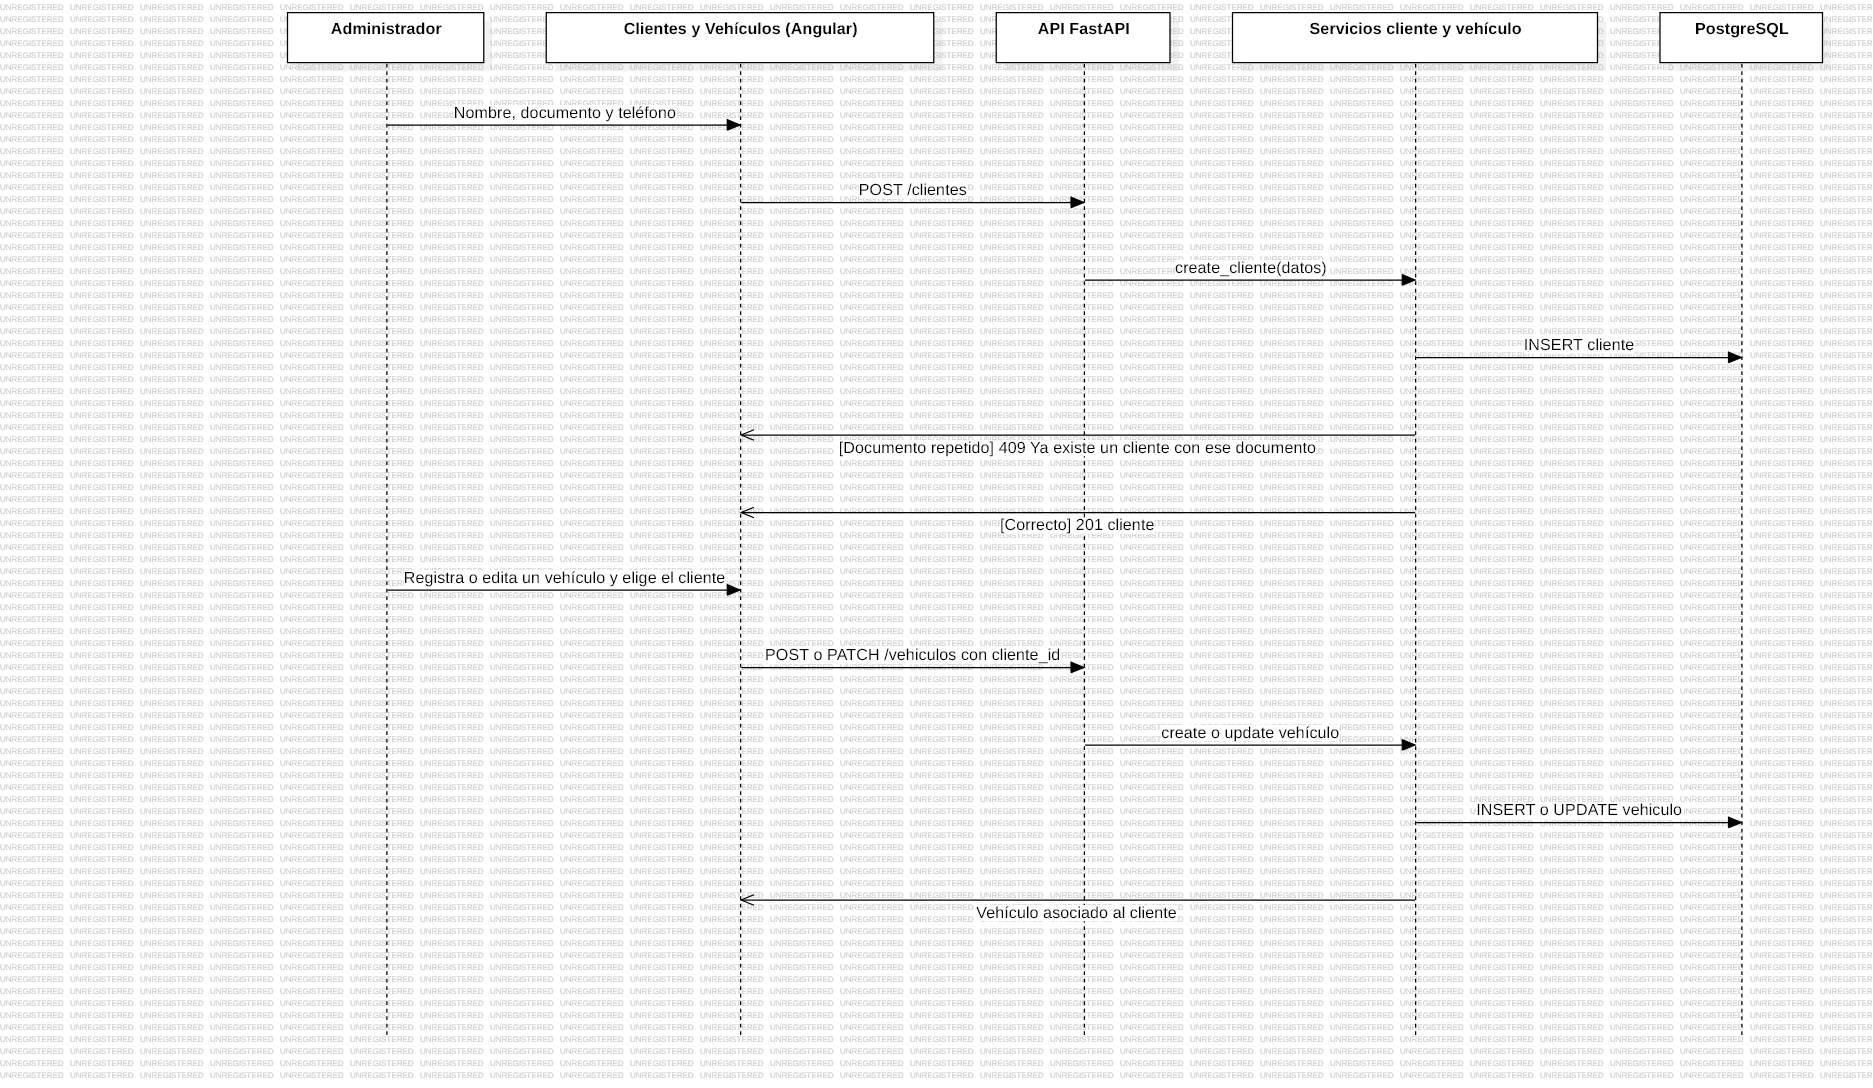 Administrador
Clientes y Vehículos (Angular)
API FastAPI
Servicios cliente y vehículo
PostgreSQL
Nombre, documento y teléfono
POST /clientes
create_cliente(datos)
INSERT cliente
[Documento repetido] 409 Ya existe un cliente con ese documento
[Correcto] 201 cliente
Registra o edita un vehículo y elige el cliente
POST o PATCH /vehiculos con cliente_id
create o update vehículo
INSERT o UPDATE vehiculo
Vehículo asociado al cliente
UNREGISTERED